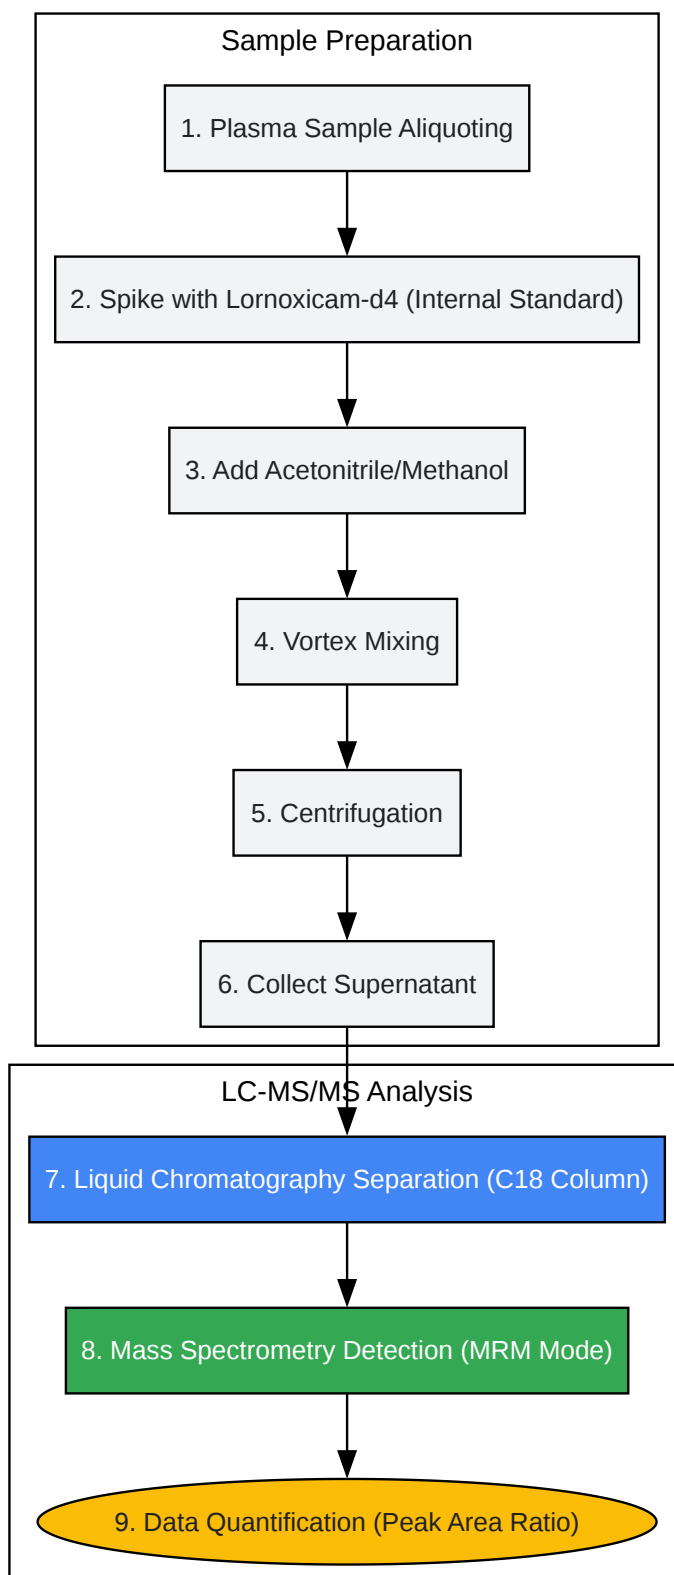 Sample Preparation
1. Plasma Sample Aliquoting
2. Spike with Lornoxicam-d4 (Internal Standard)
3. Add Acetonitrile/Methanol
4. Vortex Mixing
5. Centrifugation
6. Collect Supernatant
LC-MS/MS Analysis
7. Liquid Chromatography Separation (C18 Column)
8. Mass Spectrometry Detection (MRM Mode)
9. Data Quantification (Peak Area Ratio)